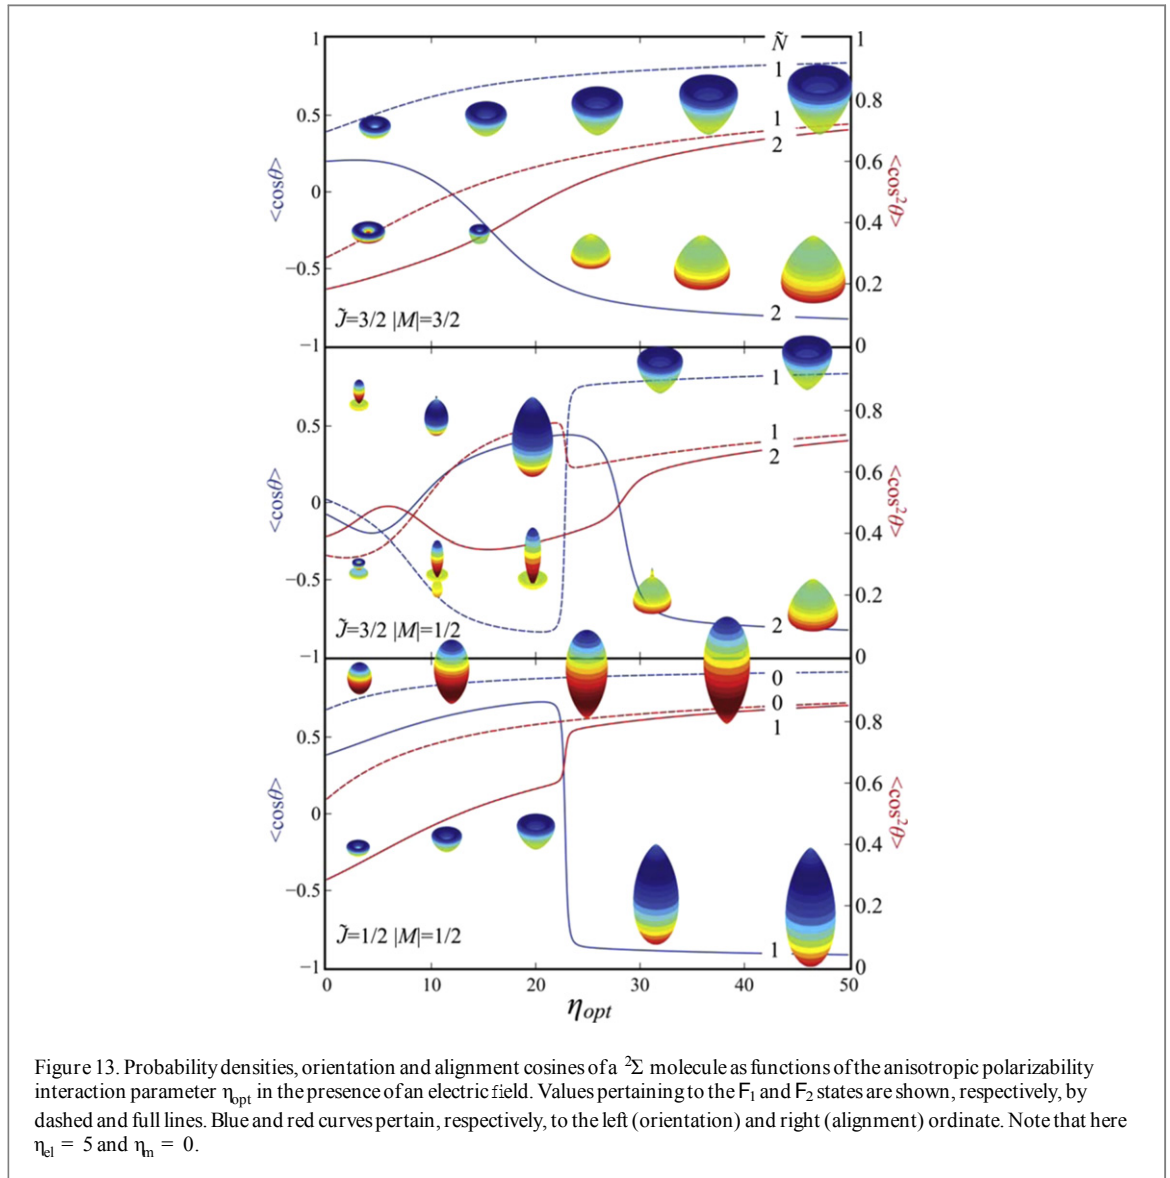 1 Ñ 1
1
0.5 0.8
1
2
<cosθ> 0 0.6 <cos²θ>
0.4
−0.5
0.2
2
J̃=3/2 |M|=3/2
−1 0
1
0.5 0.8
1
2
0.6
<cosθ> 0 <cos²θ>
0.4
−0.5
0.2
J̃=3/2 |M|=1/2 2
−1 0
0
0
0.5 1 0.8
0.6
<cosθ> 0 <cos²θ>
0.4
−0.5
0.2
J̃=1/2 |M|=1/2
1
−1 0
0 10 20 30 40 50
ηopt
Figure 13. Probability densities, orientation and alignment cosines of a ²Σ molecule as functions of the anisotropic polarizability
interaction parameter ηopt in the presence of an electric field. Values pertaining to the F₁ and F₂ states are shown, respectively, by
dashed and full lines. Blue and red curves pertain, respectively, to the left (orientation) and right (alignment) ordinate. Note that here
ηel = 5 and ηm = 0.